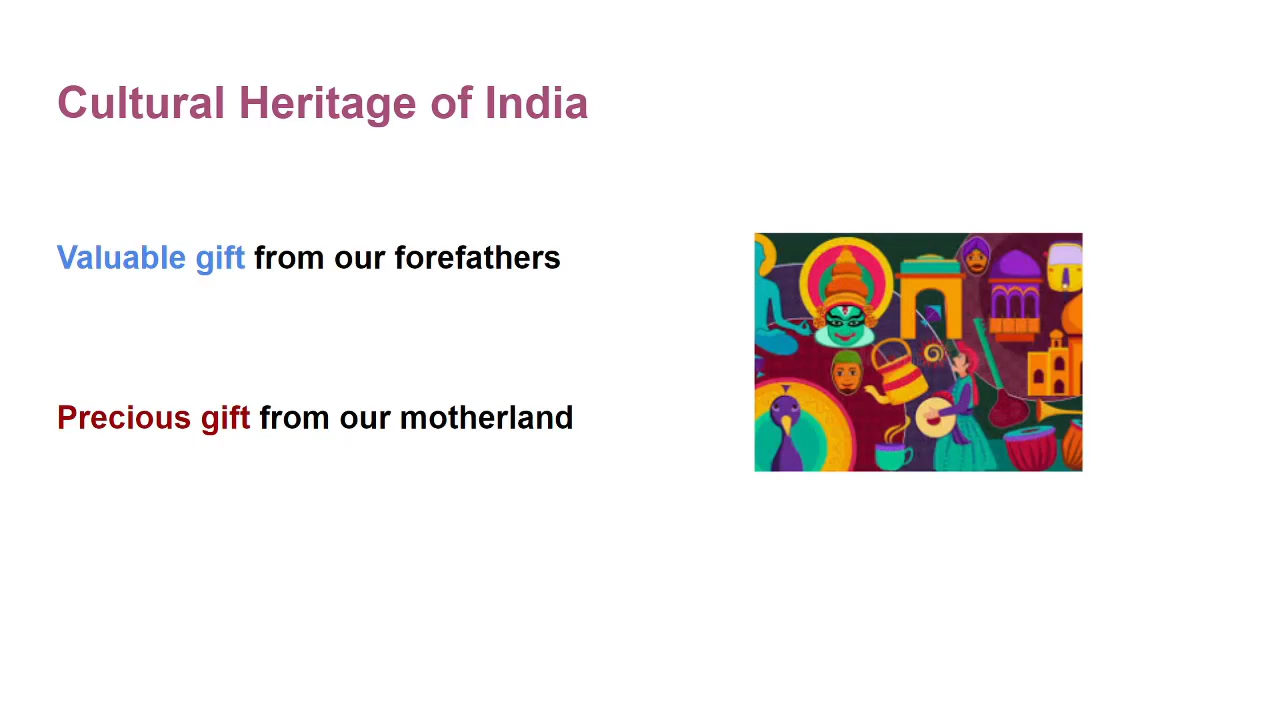 Cultural Heritage of India
Valuable gift from our forefathers
Precious gift from our motherland